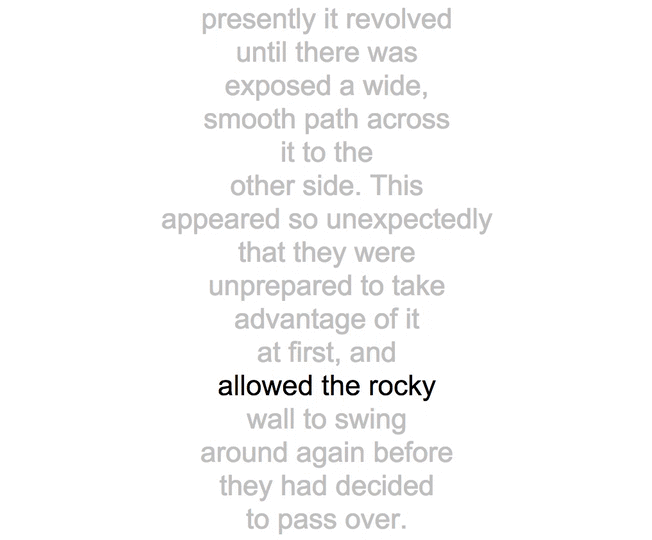 presently it revolved
until there was
exposed a wide,
smooth path across
it to the
other side. This
appeared so unexpectedly
that they were
unprepared to take
advantage of it
at first, and
allowed the rocky
wall to swing
around again before
they had decided
to pass over.